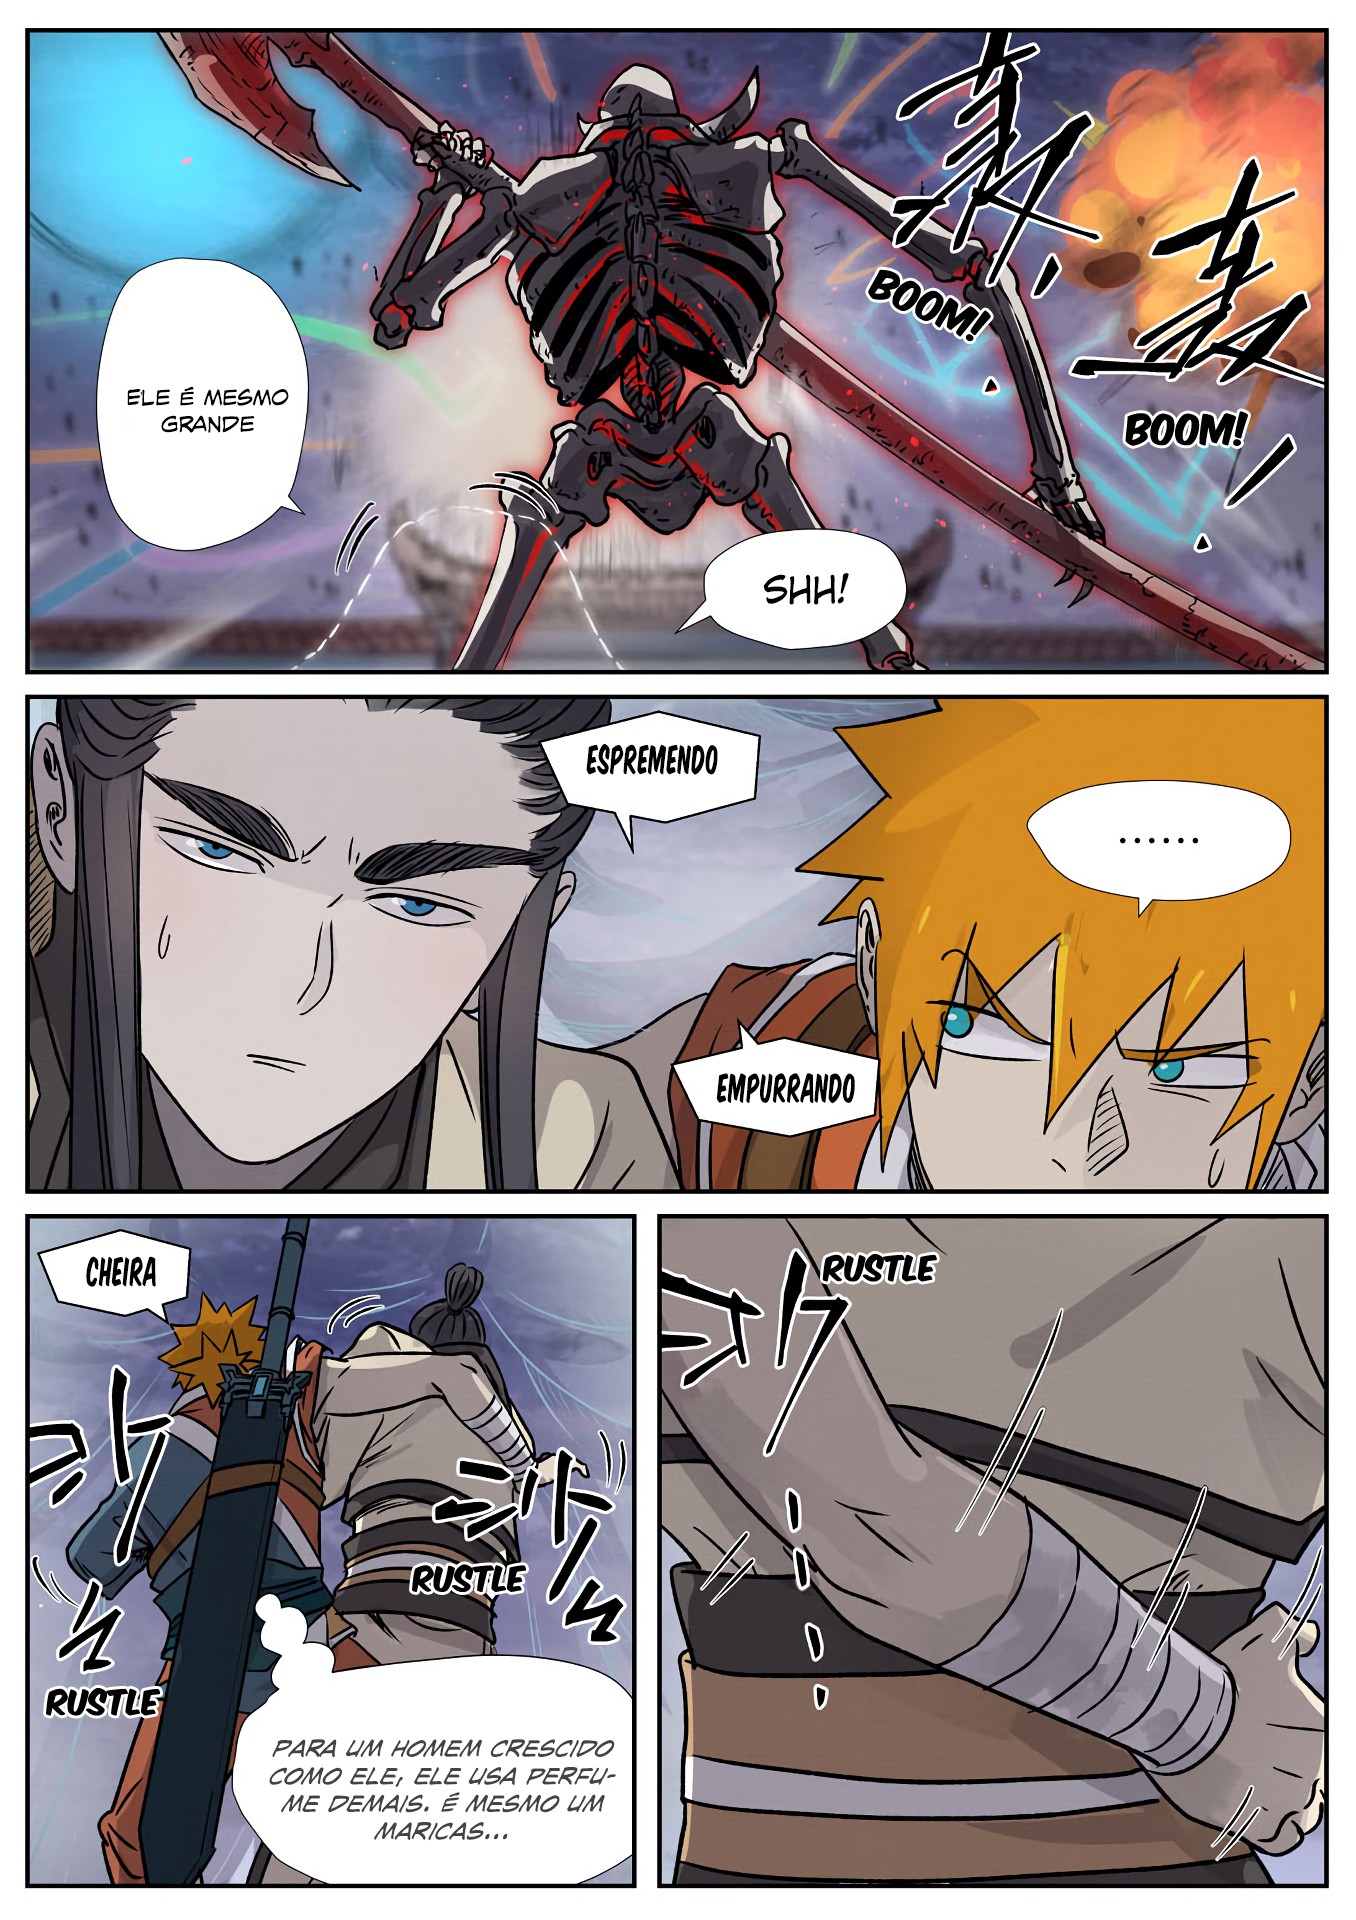 ELE É MESMO
GRANDE
BOOM!
BOOM!
SHH!
ESPREMENDO
......
EMPURRANDO
CHEIRA
RUSTLE
RUSTLE
PARA UM HOMEM CRESCIDO
COMO ELE, ELE USA PERFU-
ME DEMAIS. É MESMO UM
MARICAS...
RUSTLE